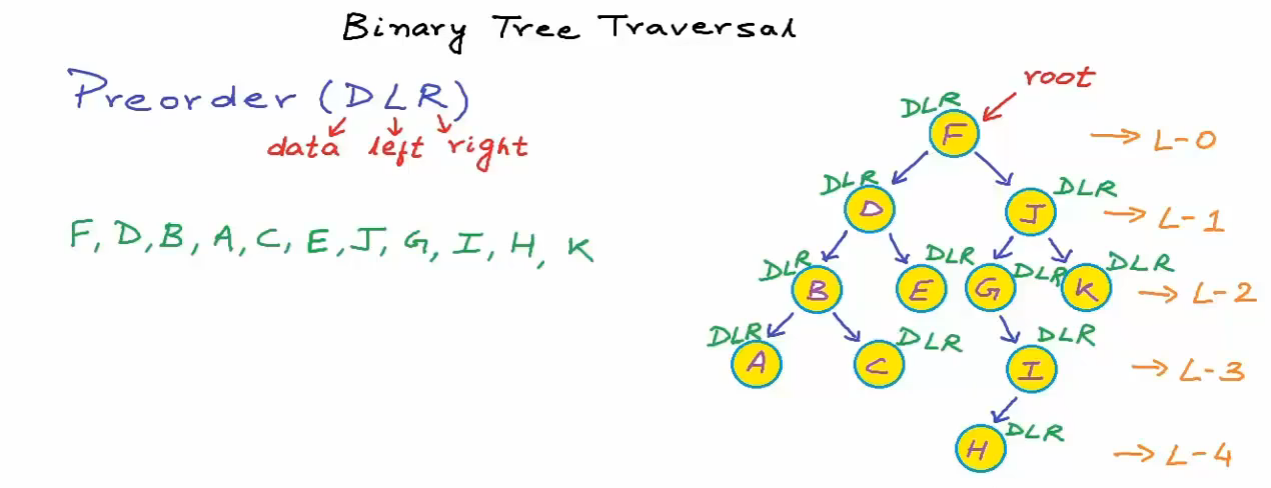 Binary Tree Traversal
Preorder (DLR)
data left right
F, D, B, A, C, E, J, G, I, H, K
root
DLR
F
→ L-0
DLR
DLR
D
J
→ L-1
DLR
DLR
DLR
DLR
B
E
G
K
→ L-2
DLR
DLR
DLR
A
C
I
→ L-3
DLR
H
→ L-4